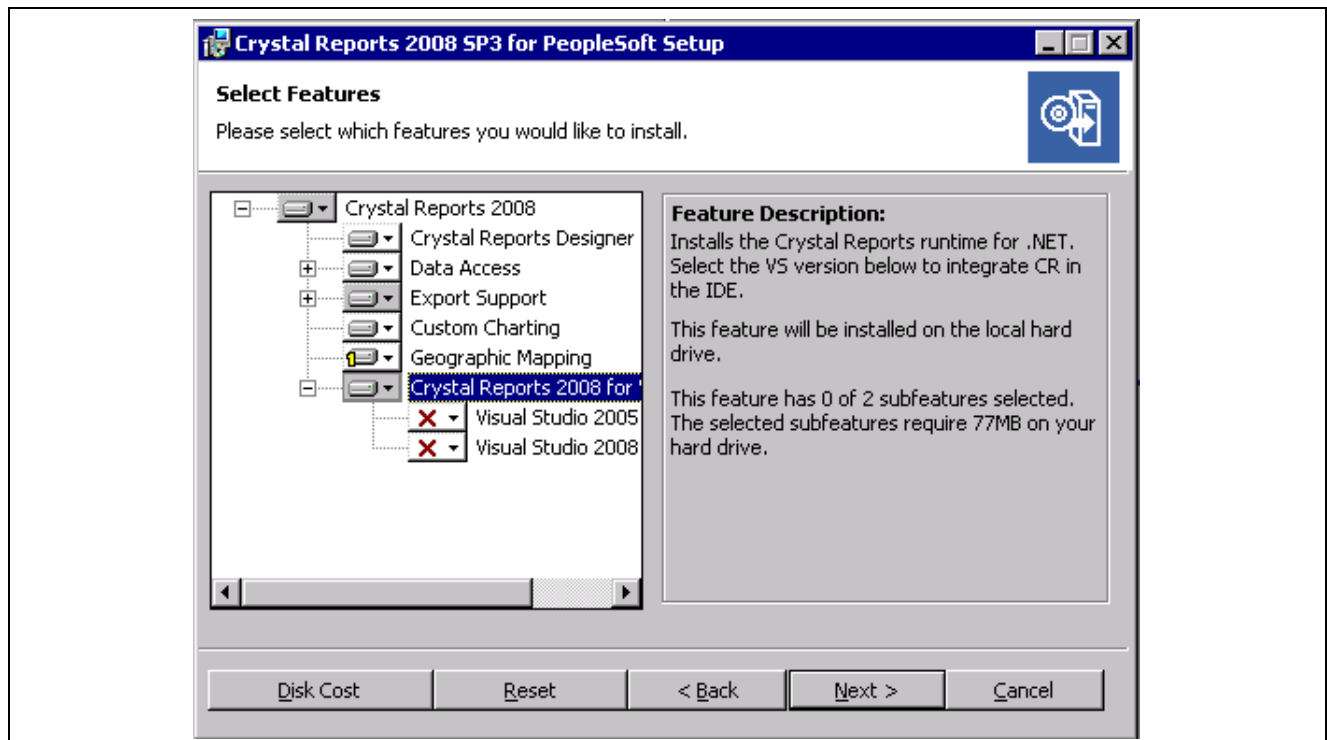 Crystal Reports 2008 SP3 for PeopleSoft Setup
Select Features
Please select which features you would like to install.
Crystal Reports 2008
Crystal Reports Designer
Data Access
Export Support
Custom Charting
Geographic Mapping
Crystal Reports 2008 for '
Visual Studio 2005
Visual Studio 2008
Feature Description:
Installs the Crystal Reports runtime for .NET.
Select the VS version below to integrate CR in
the IDE.
This feature will be installed on the local hard
drive.
This feature has 0 of 2 subfeatures selected.
The selected subfeatures require 77MB on your
hard drive.
Disk Cost
Reset
< Back
Next >
Cancel